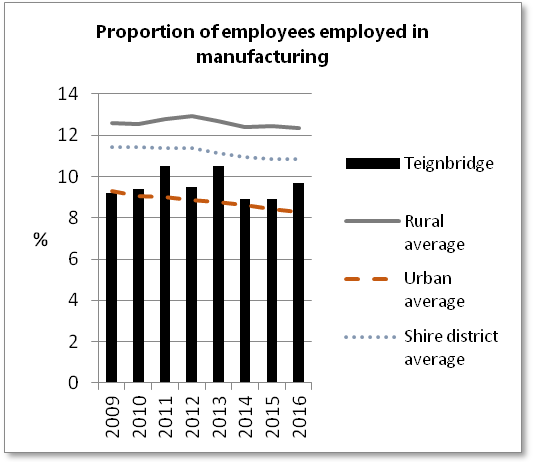 Proportion of employees employed in
manufacturing
14
12
10
8
6
4
2
0
%
2009
2010
2011
2012
2013
2014
2015
2016
Teignbridge
Rural
average
Urban
average
Shire district
average